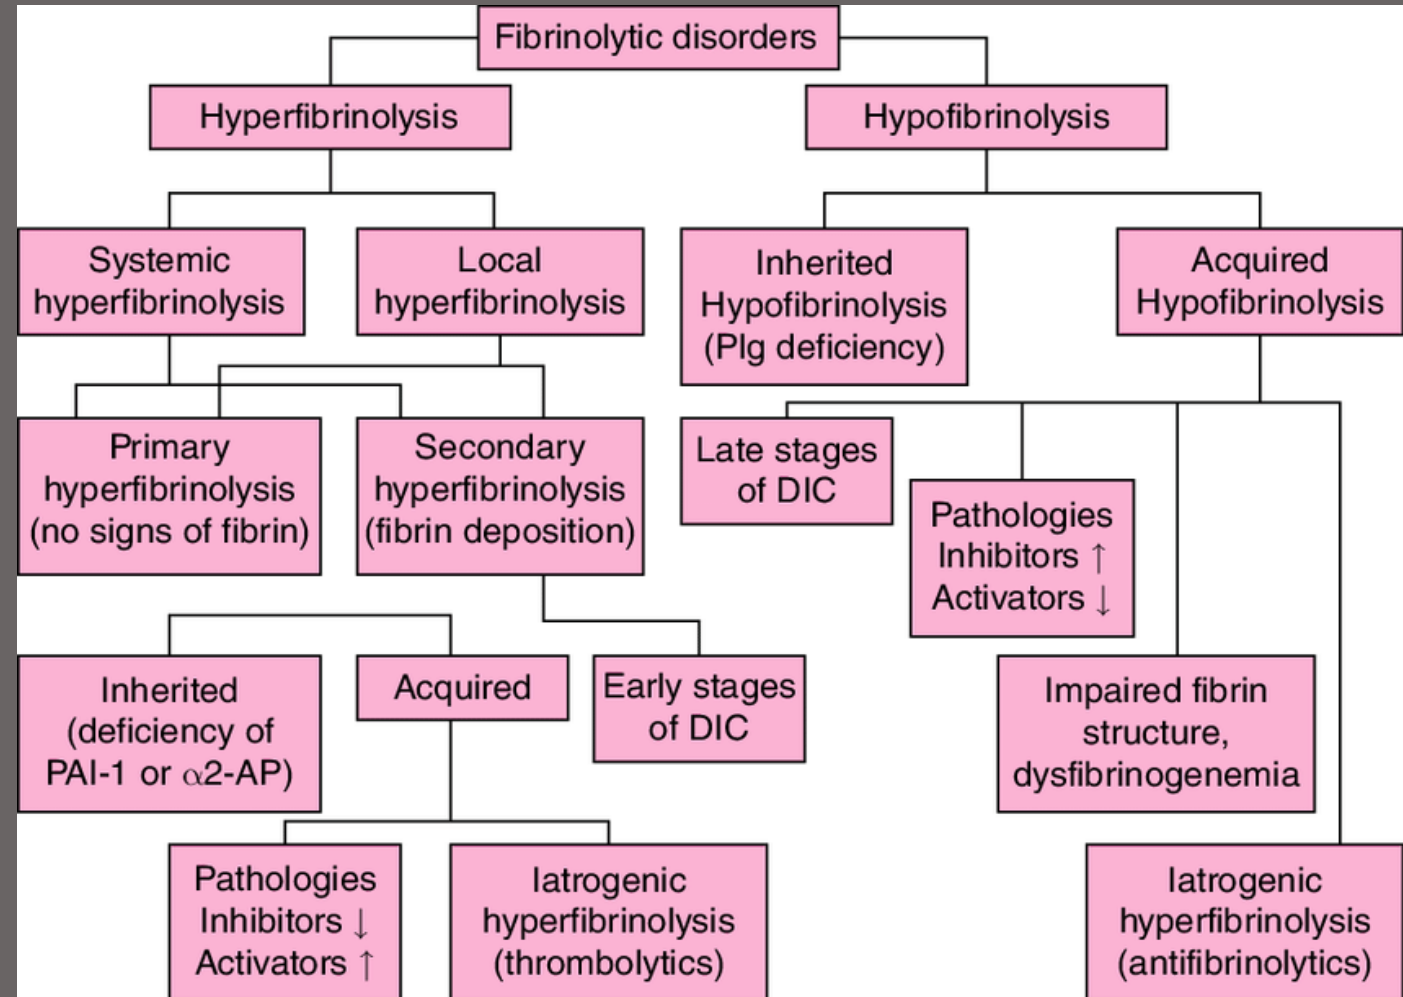 Fibrinolytic disorders
Hyperfibrinolysis
Hypofibrinolysis
Systemic
hyperfibrinolysis
Local
hyperfibrinolysis
Inherited
Hypofibrinolysis
(Plg deficiency)
Acquired
Hypofibrinolysis
Primary
hyperfibrinolysis
(no signs of fibrin)
Secondary
hyperfibrinolysis
(fibrin deposition)
Late stages
of DIC
Pathologies
Inhibitors ↑
Activators ↓
Inherited
(deficiency of
PAI-1 or α2-AP)
Acquired
Early stages
of DIC
Impaired fibrin
structure,
dysfibrinogenemia
Pathologies
Inhibitors ↓
Activators ↑
Iatrogenic
hyperfibrinolysis
(thrombolytics)
Iatrogenic
hyperfibrinolysis
(antifibrinolytics)